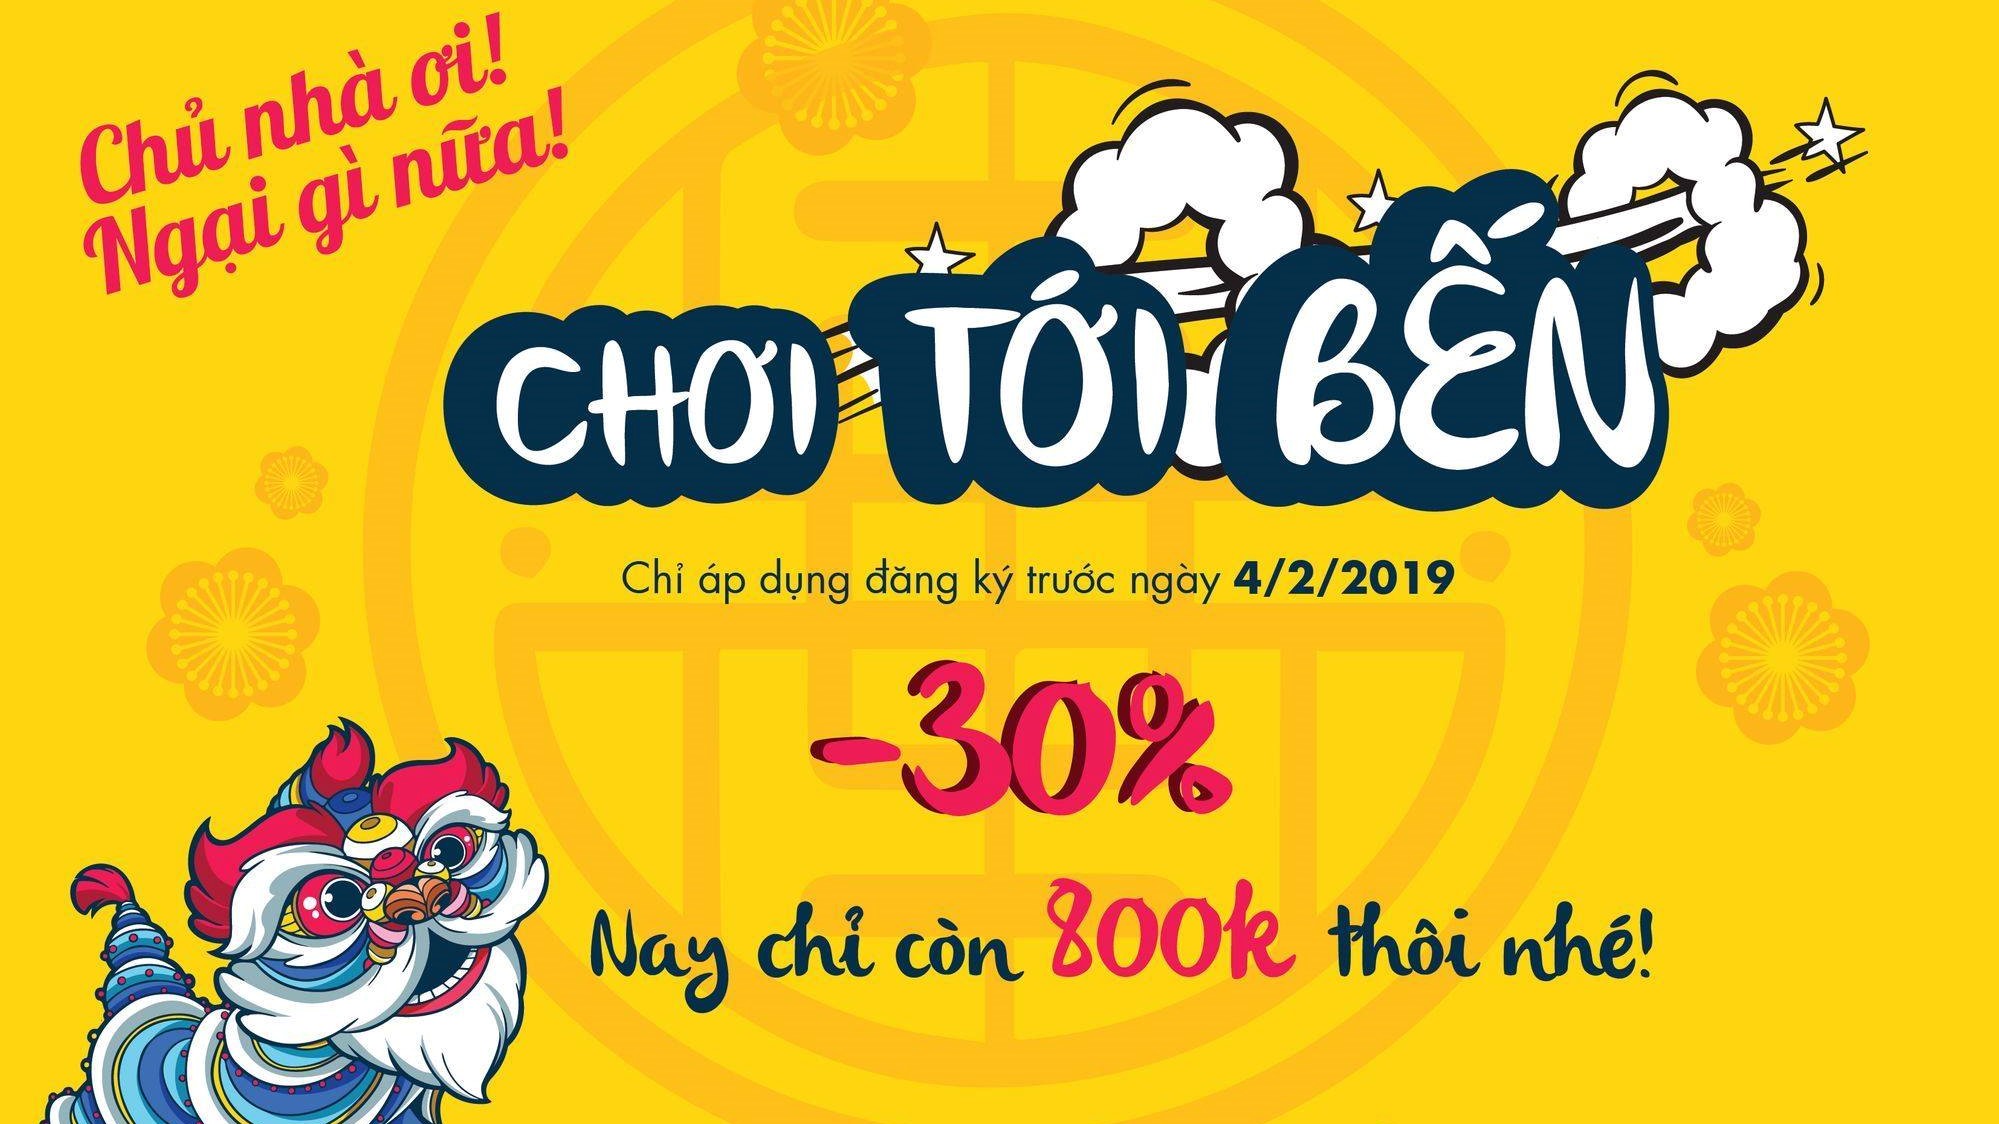 Chủ nhà ơi!
Ngại gì nữa!
CHƠI TỚI BẾN
Chỉ áp dụng đăng ký trước ngày 4/2/2019
-30%
Nay chỉ còn 800k thôi nhé!